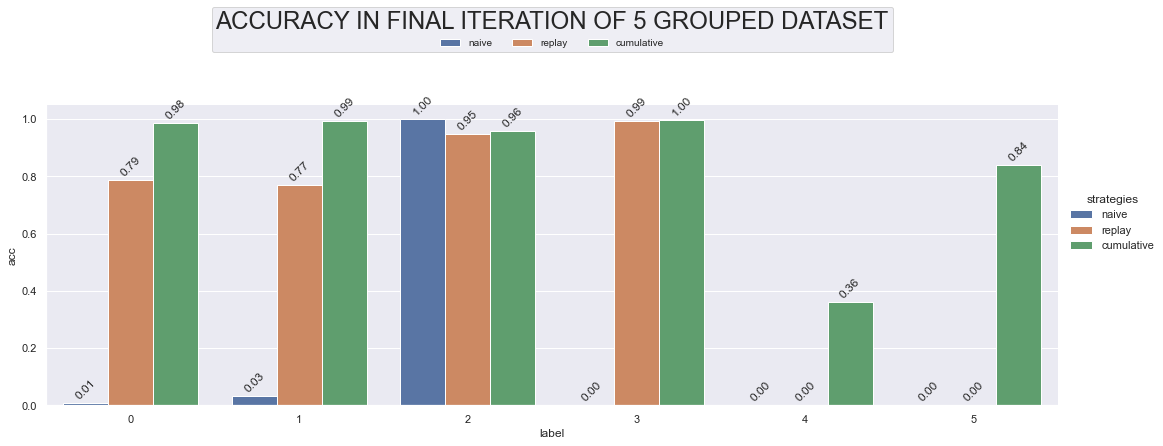 ACCURACY IN FINAL ITERATION OF 5 GROUPED DATASET
naive replay cumulative
0.01 0.79 0.98 0.03 0.77 0.99 1.00 0.95 0.96 0.00 0.99 1.00 0.00 0.00 0.36 0.00 0.00 0.84
1.0
0.8
0.6
0.4
0.2
0.0
acc
0 1 2 3 4 5
label
strategies
naive
replay
cumulative